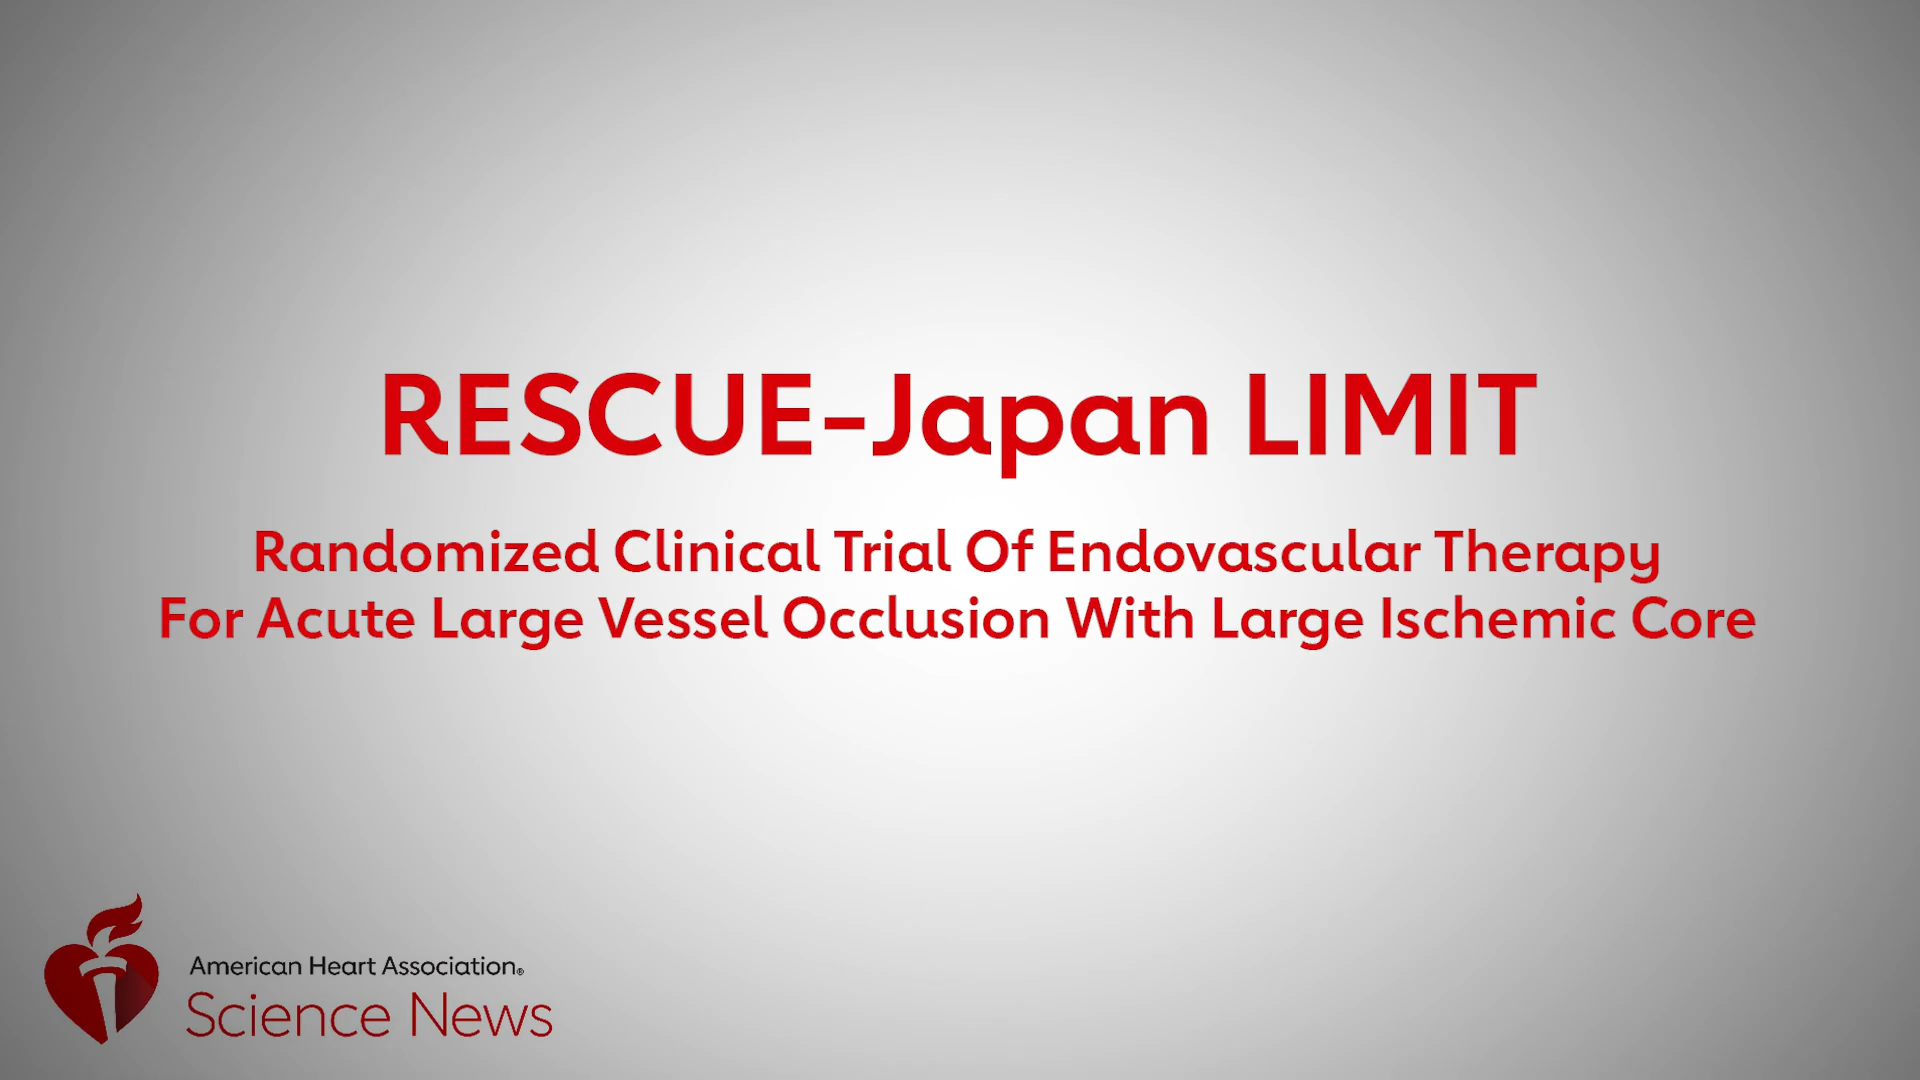 RESCUE-Japan LIMIT
Randomized Clinical Trial Of Endovascular Therapy
For Acute Large Vessel Occlusion With Large Ischemic Core
American Heart Association®
Science News